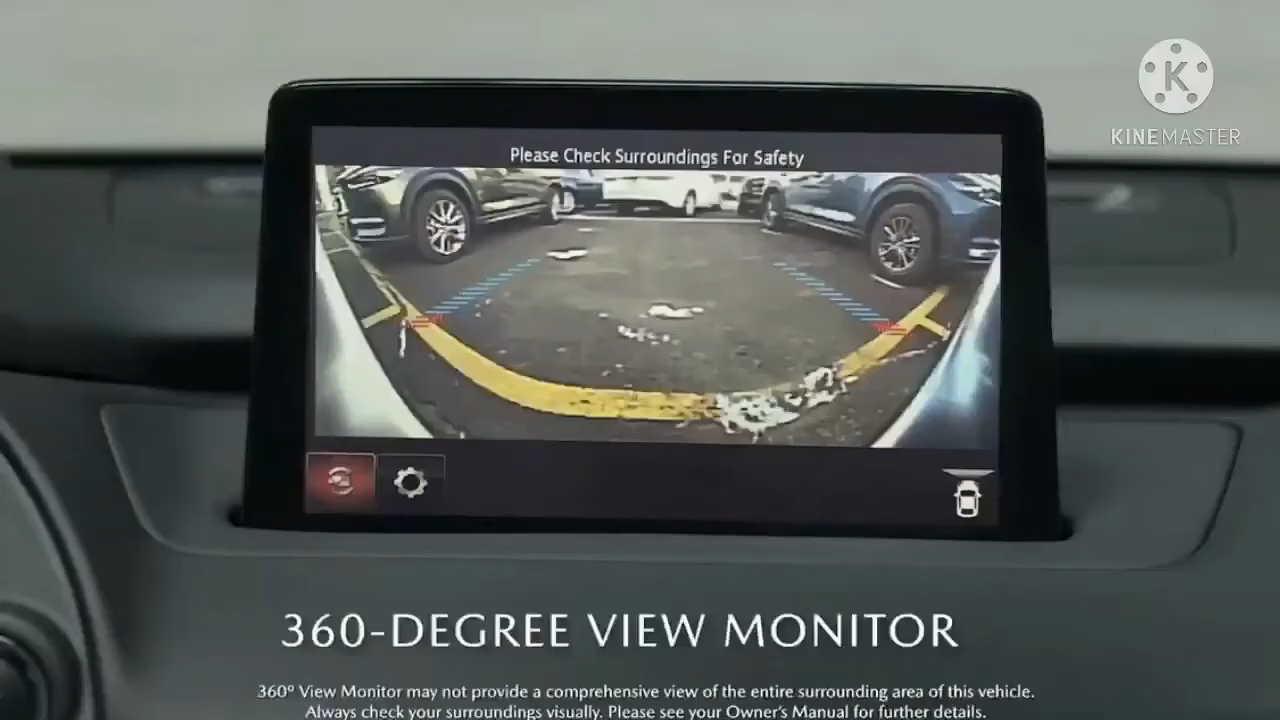 K
KINEMASTER
Please Check Surroundings For Safety
360-DEGREE VIEW MONITOR
360º View Monitor may not provide a comprehensive view of the entire surrounding area of this vehicle.
Always check your surroundings visually. Please see your Owner's Manual for further details.